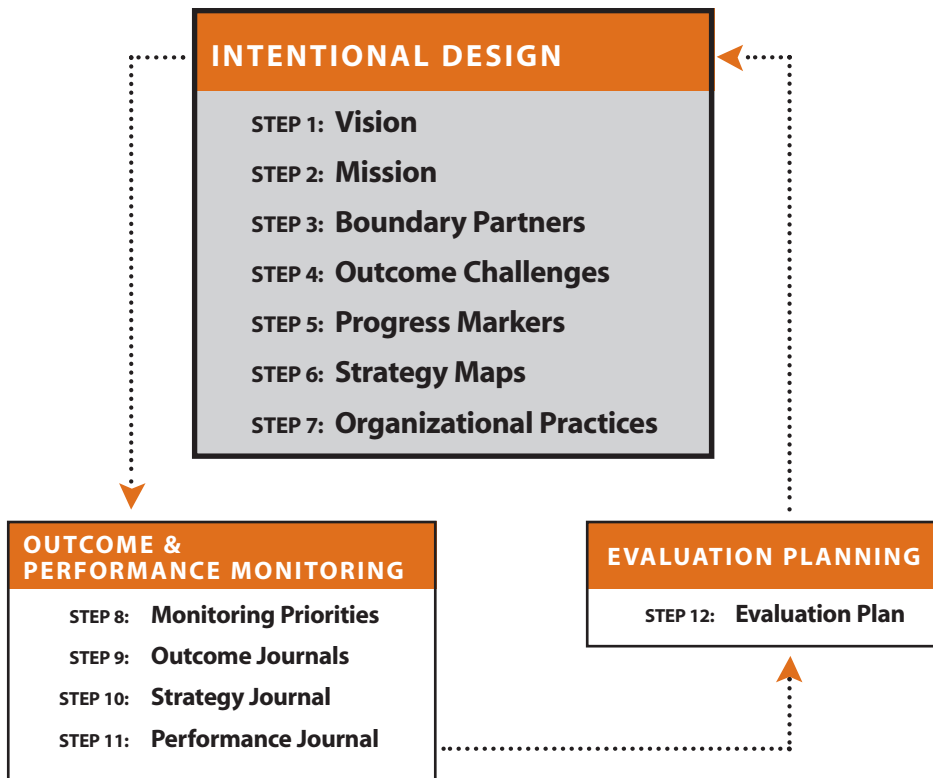 INTENTIONAL DESIGN
STEP 1: Vision
STEP 2: Mission
STEP 3: Boundary Partners
STEP 4: Outcome Challenges
STEP 5: Progress Markers
STEP 6: Strategy Maps
STEP 7: Organizational Practices
OUTCOME &
PERFORMANCE MONITORING
STEP 8: Monitoring Priorities
STEP 9: Outcome Journals
STEP 10: Strategy Journal
STEP 11: Performance Journal
EVALUATION PLANNING
STEP 12: Evaluation Plan